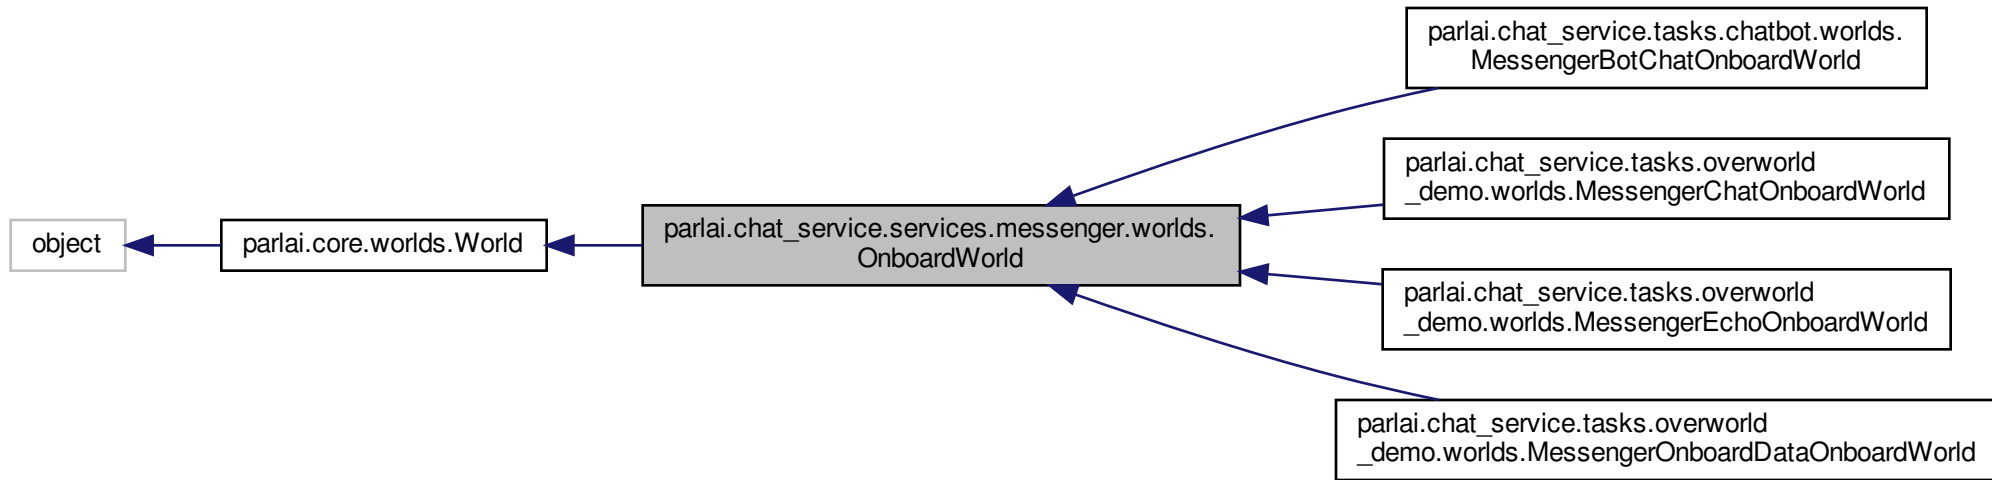 object
parlai.core.worlds.World
parlai.chat_service.services.messenger.worlds.
OnboardWorld
parlai.chat_service.tasks.chatbot.worlds.
MessengerBotChatOnboardWorld
parlai.chat_service.tasks.overworld
_demo.worlds.MessengerChatOnboardWorld
parlai.chat_service.tasks.overworld
_demo.worlds.MessengerEchoOnboardWorld
parlai.chat_service.tasks.overworld
_demo.worlds.MessengerOnboardDataOnboardWorld